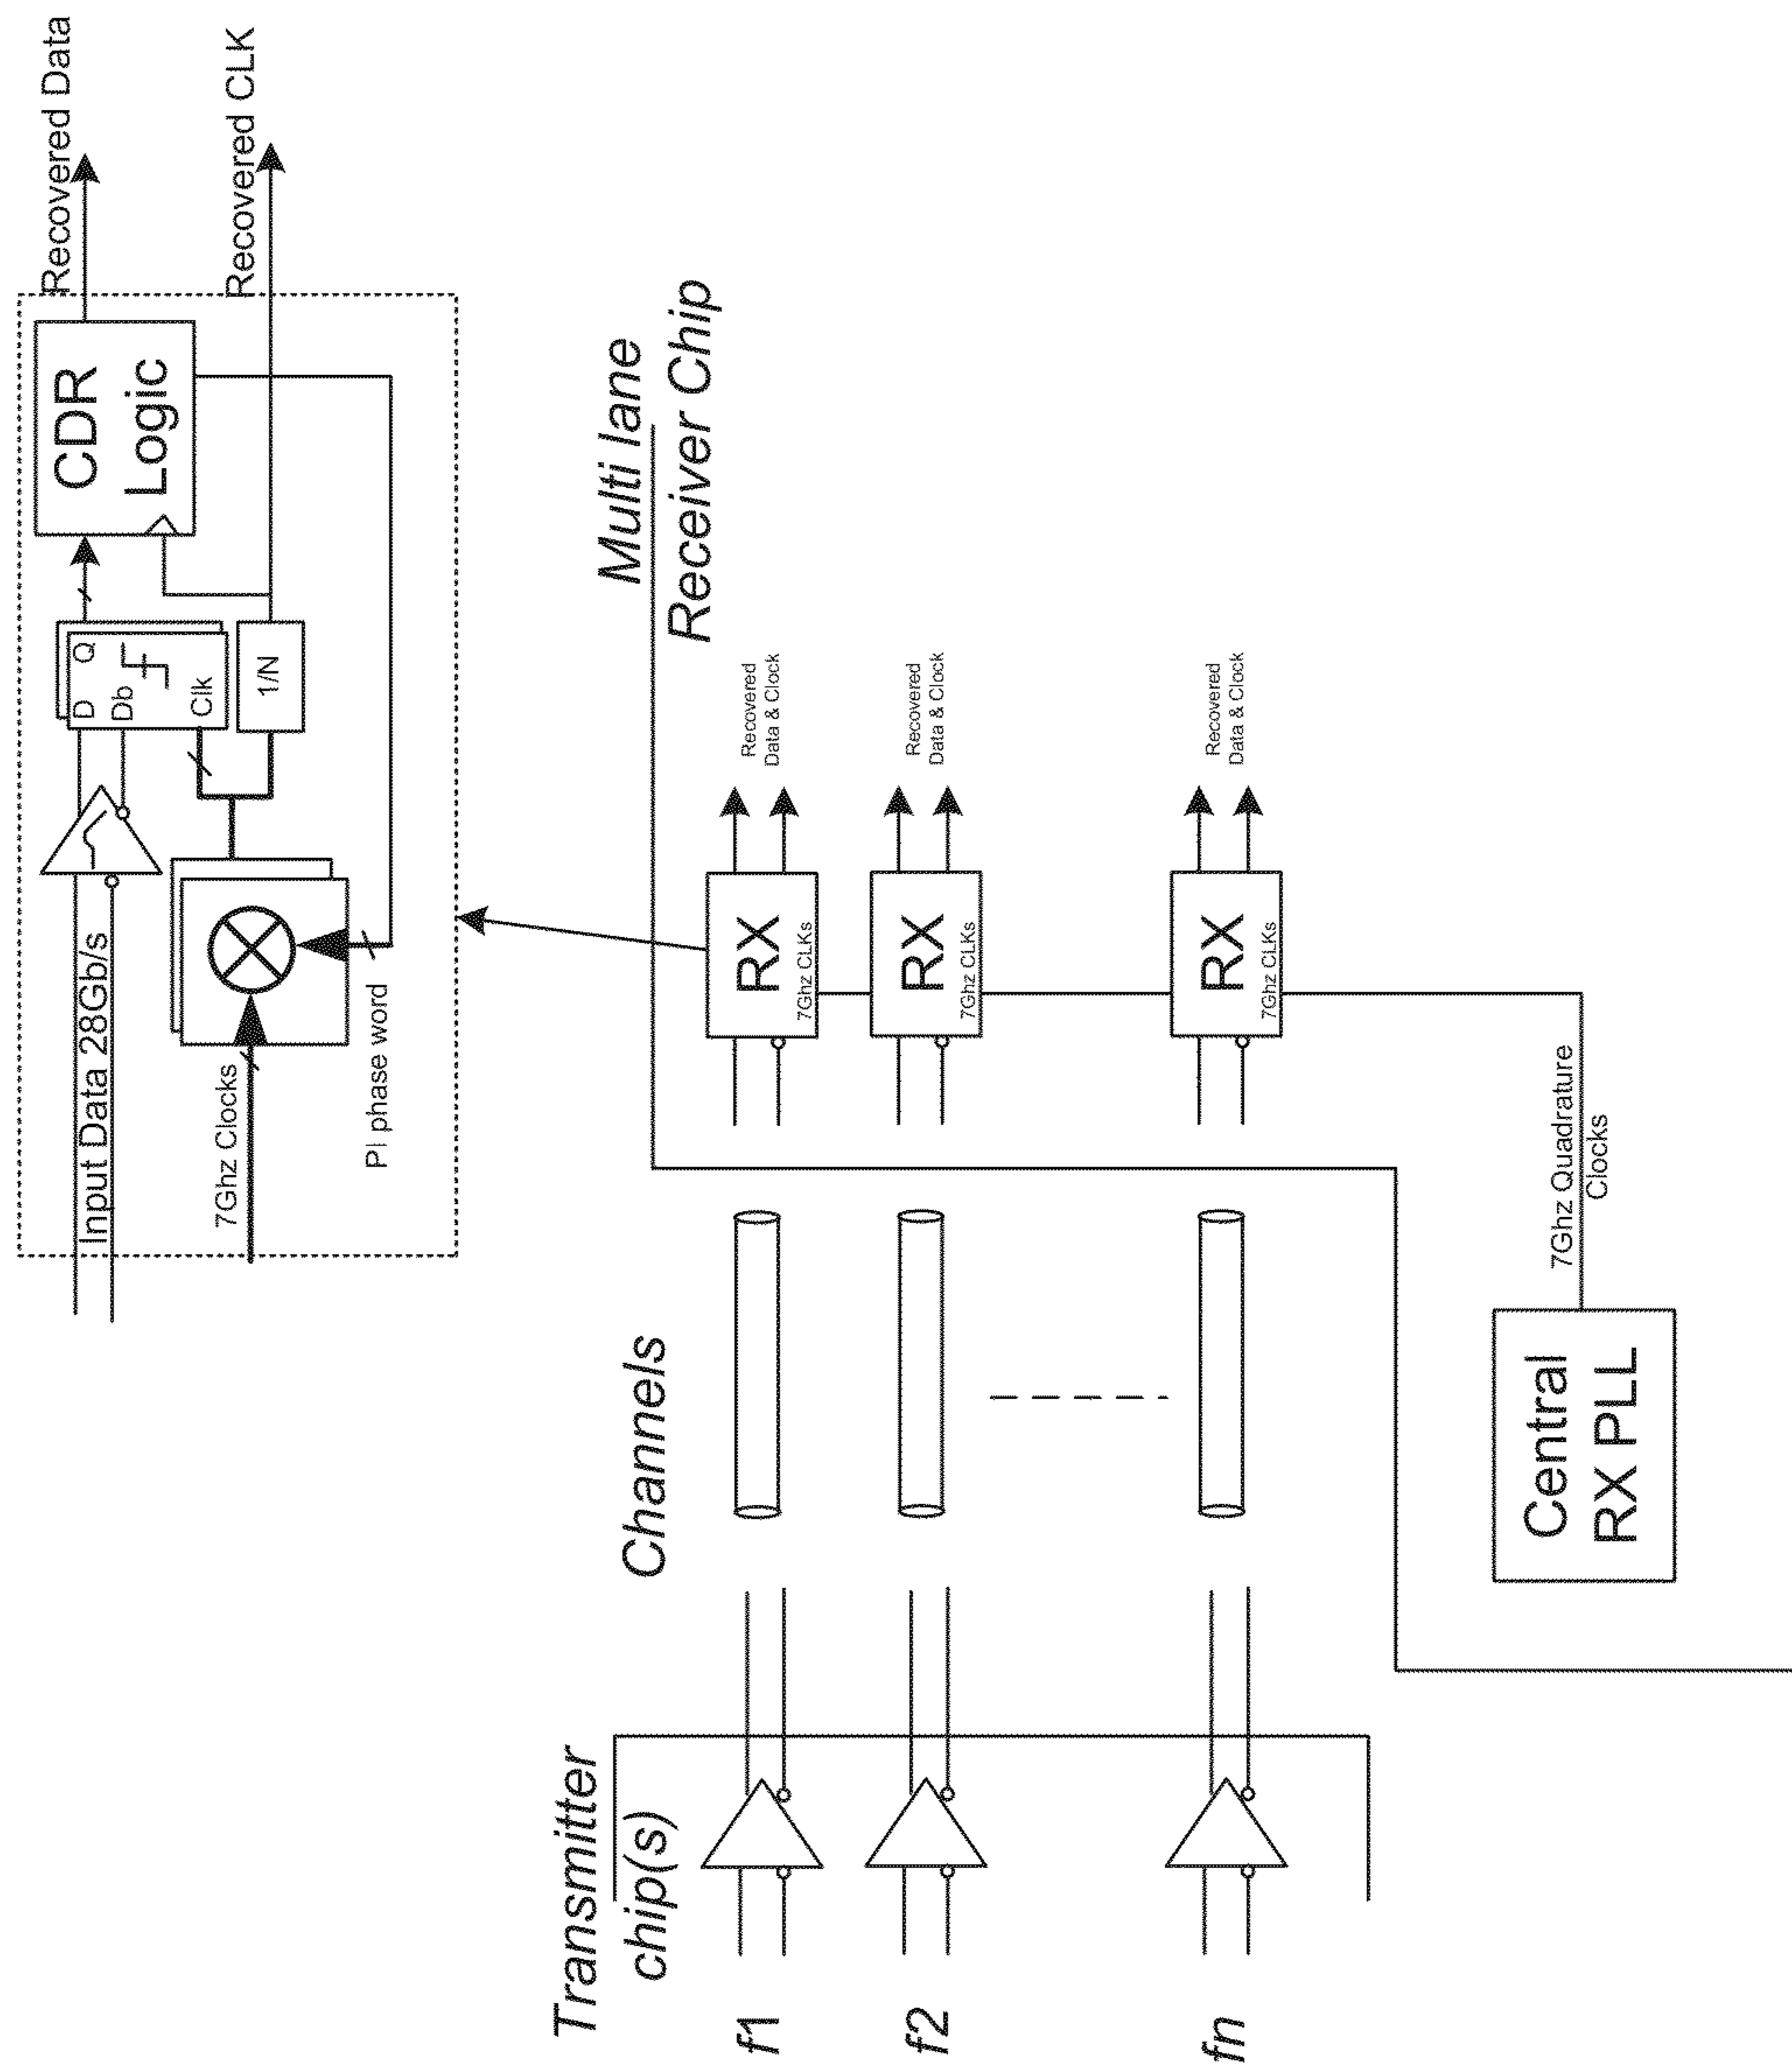 Input Data 28Gb/s
D
Q
Db
Clk
CDR
Logic
Recovered Data
7Ghz Clocks
1/N
Recovered CLK
PI phase word
Transmitter
chip(s)
Channels
Multi lane
Receiver Chip
f1
RX
7Ghz CLKs
Recovered
Data & Clock
f2
RX
7Ghz CLKs
Recovered
Data & Clock
fn
RX
7Ghz CLKs
Recovered
Data & Clock
Central
RX PLL
7Ghz Quadrature
Clocks